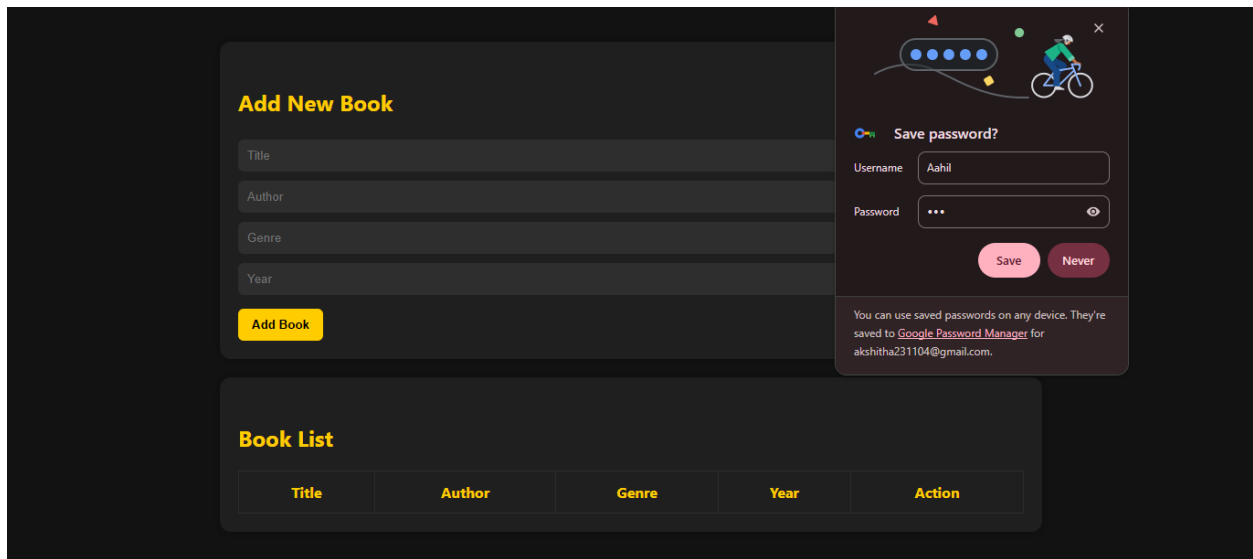 Add New Book
Title
Author
Genre
Year
Add Book
Save password?
Username Aahil
Password •••
Save Never
You can use saved passwords on any device. They're
saved to Google Password Manager for
akshitha231104@gmail.com.
Book List
Title Author Genre Year Action